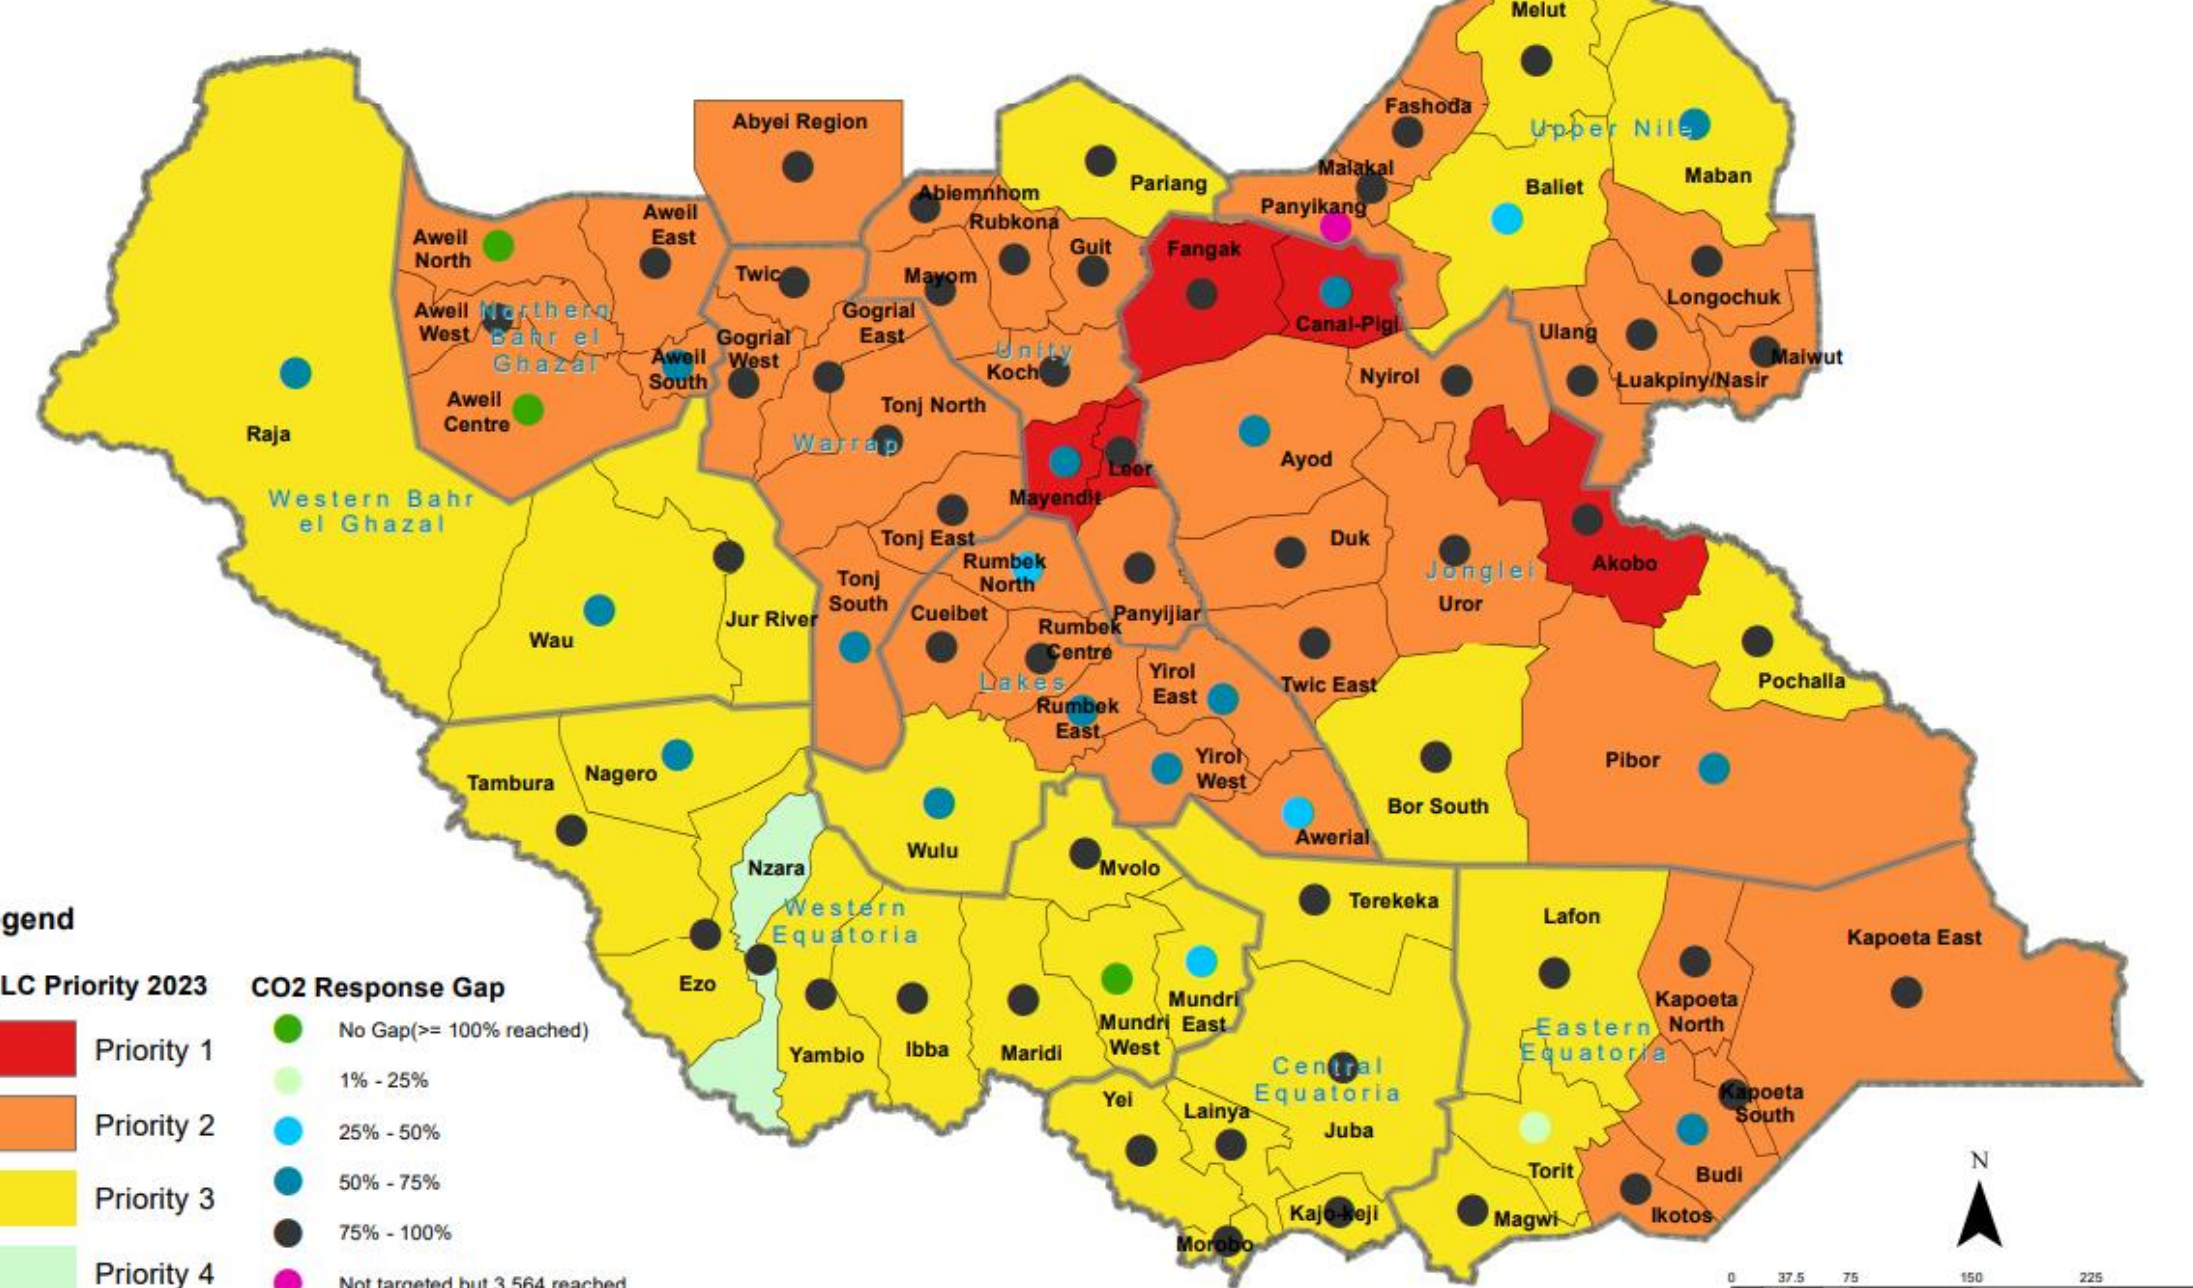 Melut
Fashoda
Upper Nile
Abyei Region
Malakal
Maban
Pariang
Baliet
Abiemnhom
Panyikang
Rubkona
Aweil
East
Aweil
North
Guit
Fangak
Twic
Mayom
Longochuk
Aweil
West
Northern
Bahr el
Ghazal
Gogrial
East
Canal-Pigi
Ulang
Gogrial
West
Unity
Koch
Aweil
South
Maiwut
Nyirol
Luakpiny/Nasir
Aweil
Centre
Tonj North
Raja
Warrap
Ayod
Leer
Mayendit
Western Bahr
el Ghazal
Tonj East
Duk
Rumbek
North
Akobo
Jonglei
Uror
Tonj
South
Cueibet
Panyijiar
Jur River
Wau
Rumbek
Centre
Lakes
Yirol
East
Twic East
Pochalla
Rumbek
East
Pibor
Yirol
West
Nagero
Tambura
Bor South
Awerial
Wulu
Nzara
Mvolo
Terekeka
Western
Equatoria
Lafon
Kapoeta East
Ezo
Mundri
East
Kapoeta
North
Mundri
West
Eastern
Equatoria
Yambio
Ibba
Maridi
Central
Equatoria
Yei
Lainya
Juba
Kapoeta
South
Torit
Budi
Kajo-keji
Magwi
Ikotos
Morobo
gend
LC Priority 2023
Priority 1
Priority 2
Priority 3
Priority 4
CO2 Response Gap
No Gap(>= 100% reached)
1% - 25%
25% - 50%
50% - 75%
75% - 100%
Not targeted but 3,564 reached
N
0 37.5 75 150 225